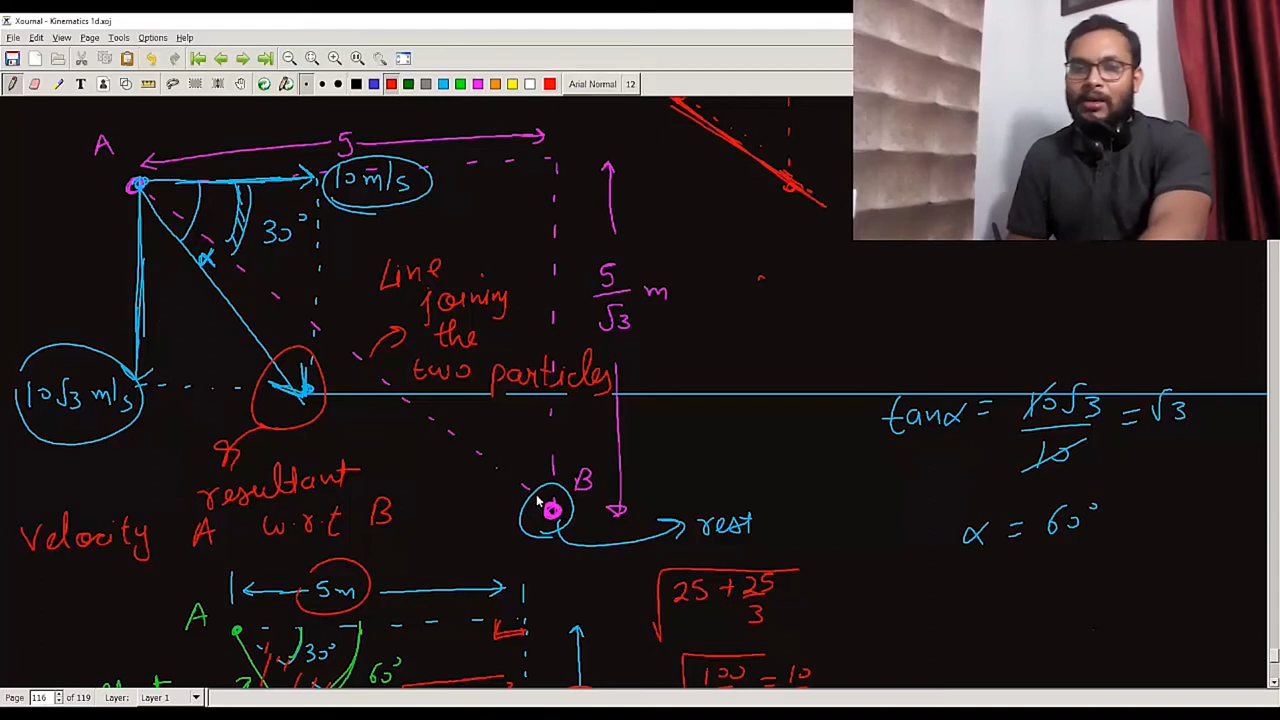 Xournal - Kinematics 1d.xoj
File Edit View Page Tools Options Help
Arial Normal 12
A
5
10 m/s
30°
α
Line
joining
the
two particles
5/√3 m
10√3 m/s
tanα = 10√3/10 = √3
B
resultant
Velocity A w.r.t B
rest
α = 60°
5m
√25 + 25/3
A
30°
60°
√100 = 10
Page 116 of 119 Layer: Layer 1